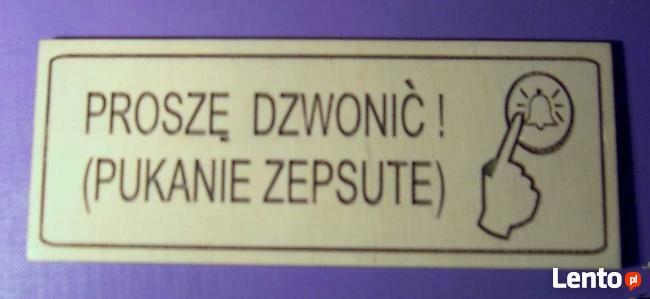 PROSZĘ DZWONIĆ !
(PUKANIE ZEPSUTE)
Lento.pl